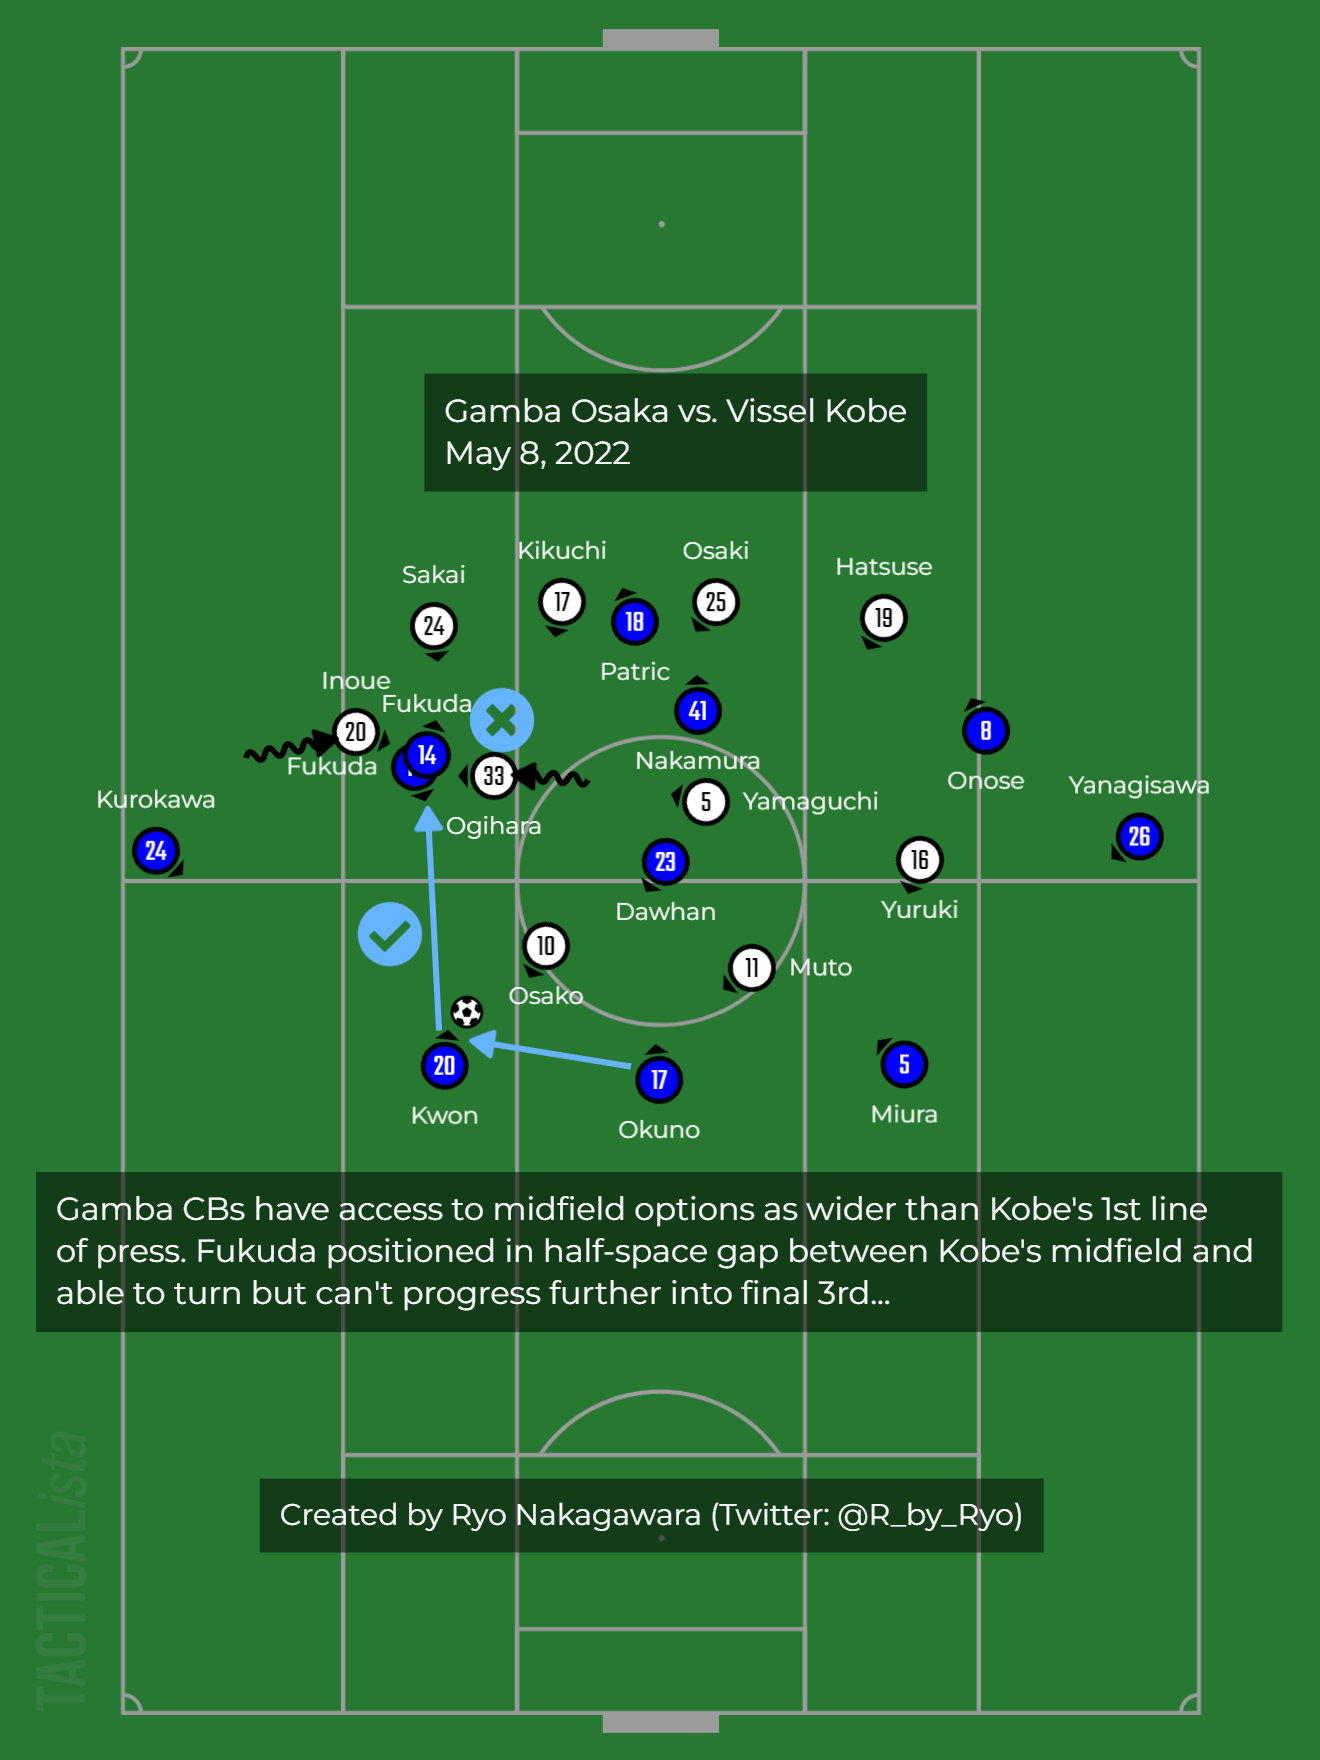 Gamba Osaka vs. Vissel Kobe
May 8, 2022
Kikuchi
Osaki
Hatsuse
Sakai
17
25
18
19
24
Patric
Inoue
Fukuda
41
20
14
8
Fukuda
Nakamura
33
Onose
Yanagisawa
Kurokawa
5
Yamaguchi
Ogihara
24
23
16
26
Dawhan
Yuruki
10
11
Muto
Osako
20
17
5
Kwon
Okuno
Miura
Gamba CBs have access to midfield options as wider than Kobe's 1st line
of press. Fukuda positioned in half-space gap between Kobe's midfield and
able to turn but can't progress further into final 3rd...
Created by Ryo Nakagawara (Twitter: @R_by_Ryo)
TACTICALista